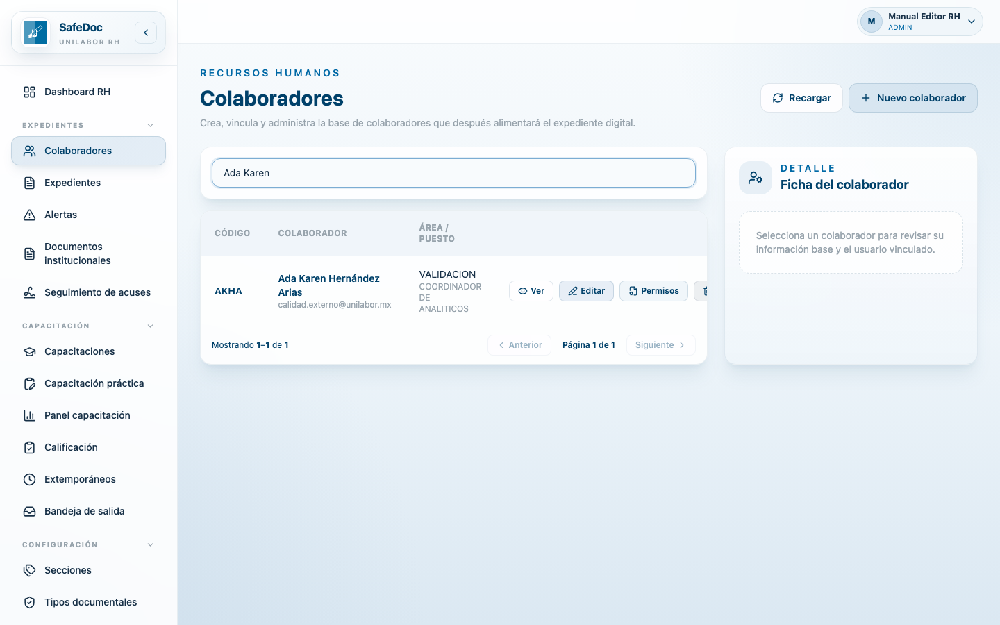 SafeDoc
UNILABOR RH
Dashboard RH
EXPEDIENTES
Colaboradores
Expedientes
Alertas
Documentos
institucionales
Seguimiento de acuses
CAPACITACIÓN
Capacitaciones
Capacitación práctica
Panel capacitación
Calificación
Extemporáneos
Bandeja de salida
CONFIGURACIÓN
Secciones
Tipos documentales
M
Manual Editor RH
ADMIN
RECURSOS HUMANOS
Colaboradores
Crea, vincula y administra la base de colaboradores que después alimentará el expediente digital.
Recargar
Nuevo colaborador
Ada Karen
CÓDIGO
COLABORADOR
ÁREA /
PUESTO
AKHA
Ada Karen Hernández
Arias
calidad.externo@unilabor.mx
VALIDACION
COORDINADOR
DE
ANALITICOS
Ver
Editar
Permisos
Mostrando 1–1 de 1
Anterior
Página 1 de 1
Siguiente
DETALLE
Ficha del colaborador
Selecciona un colaborador para revisar su
información base y el usuario vinculado.